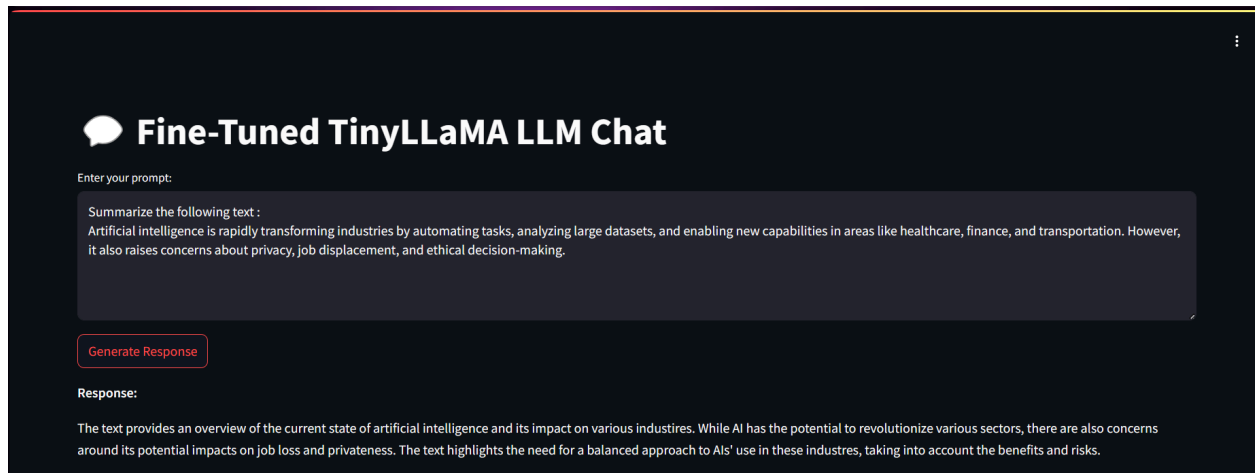 Fine-Tuned TinyLLaMA LLM Chat
Enter your prompt:
Summarize the following text :
Artificial intelligence is rapidly transforming industries by automating tasks, analyzing large datasets, and enabling new capabilities in areas like healthcare, finance, and transportation. However,
it also raises concerns about privacy, job displacement, and ethical decision-making.
Generate Response
Response:
The text provides an overview of the current state of artificial intelligence and its impact on various industires. While AI has the potential to revolutionize various sectors, there are also concerns
around its potential impacts on job loss and privateness. The text highlights the need for a balanced approach to AIs' use in these industres, taking into account the benefits and risks.